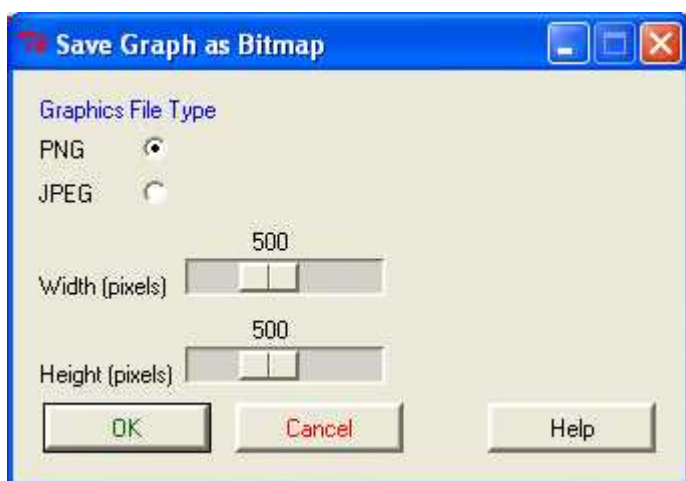 Save Graph as Bitmap
Graphics File Type
PNG
JPEG
500
Width (pixels)
500
Height (pixels)
OK Cancel Help